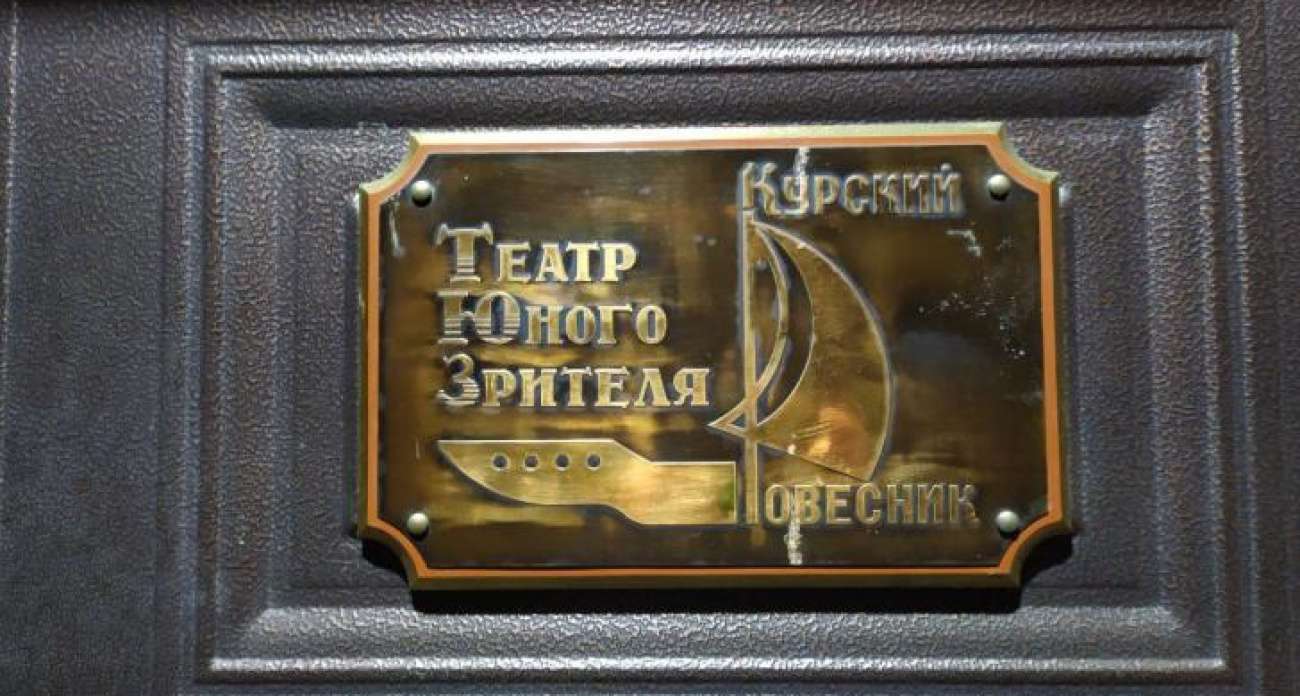 Курский
Театр
Юного
Зрителя
Ровесник